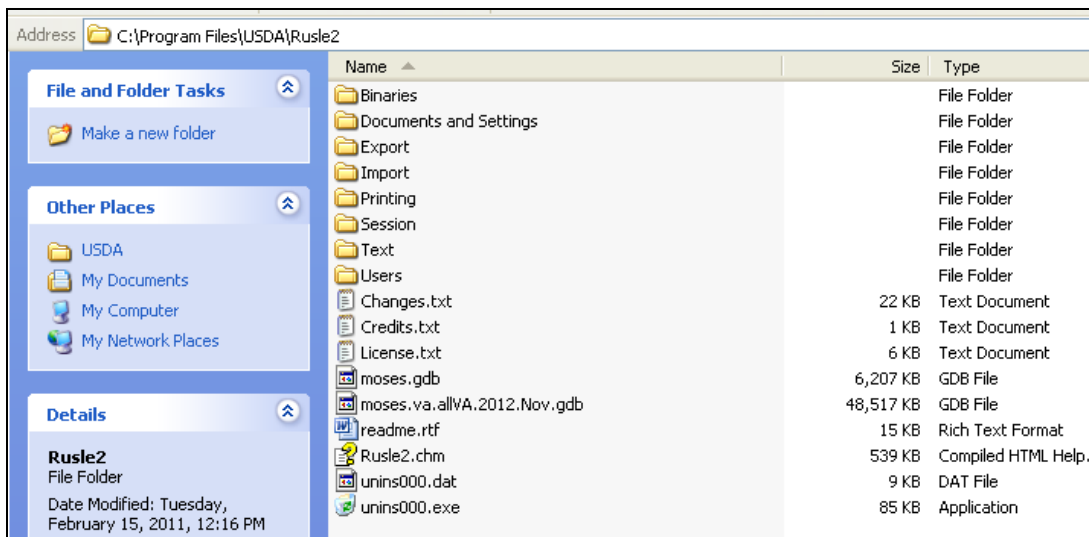 Address C:\Program Files\USDA\Rusle2
File and Folder Tasks
Make a new folder
Other Places
USDA
My Documents
My Computer
My Network Places
Details
Rusle2
File Folder
Date Modified: Tuesday,
February 15, 2011, 12:16 PM
Name Size Type
Binaries File Folder
Documents and Settings File Folder
Export File Folder
Import File Folder
Printing File Folder
Session File Folder
Text File Folder
Users File Folder
Changes.txt 22 KB Text Document
Credits.txt 1 KB Text Document
License.txt 6 KB Text Document
moses.gdb 6,207 KB GDB File
moses.va.allVA.2012.Nov.gdb 48,517 KB GDB File
readme.rtf 15 KB Rich Text Format
Rusle2.chm 539 KB Compiled HTML Help.
unins000.dat 9 KB DAT File
unins000.exe 85 KB Application